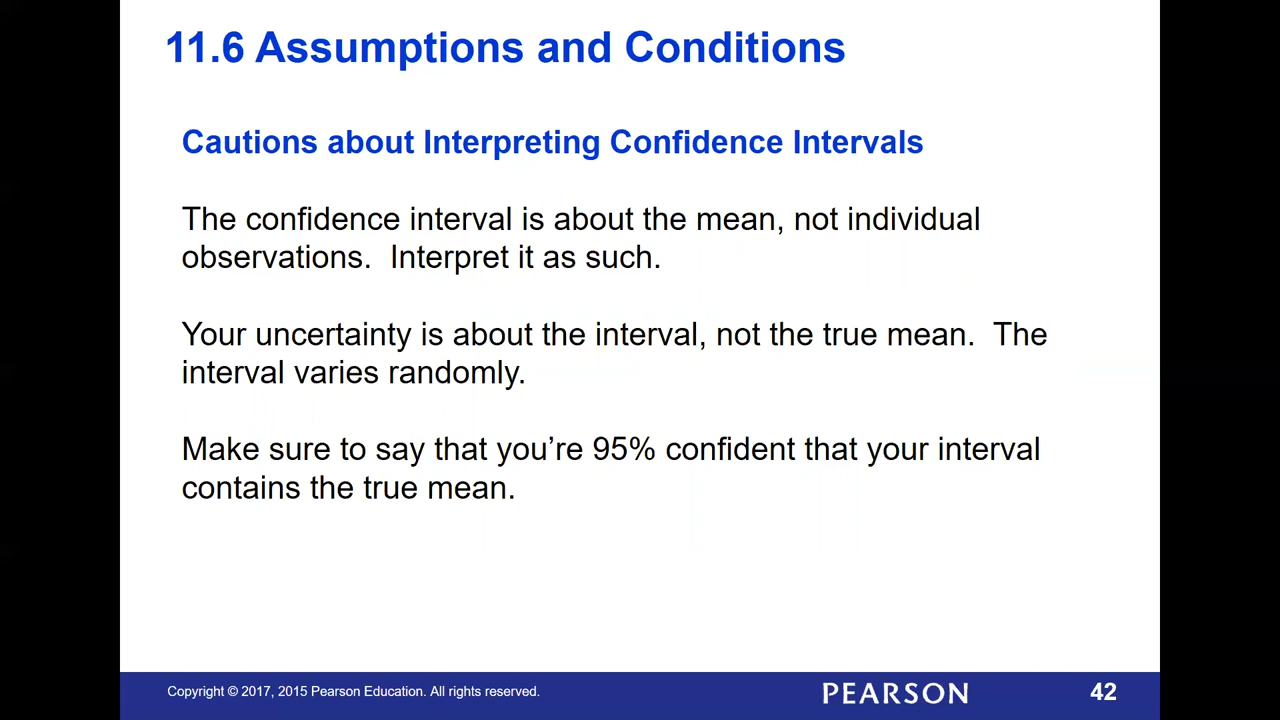 11.6 Assumptions and Conditions
Cautions about Interpreting Confidence Intervals
The confidence interval is about the mean, not individual
observations.  Interpret it as such.
Your uncertainty is about the interval, not the true mean.  The
interval varies randomly.
Make sure to say that you’re 95% confident that your interval
contains the true mean.
Copyright © 2017, 2015 Pearson Education. All rights reserved.
PEARSON
42